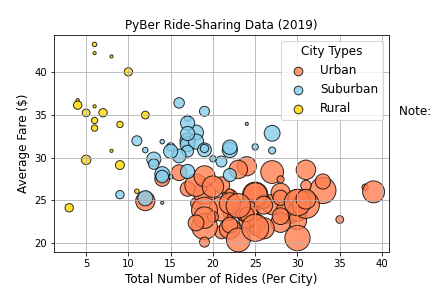 PyBer Ride-Sharing Data (2019)
City Types
Urban
Suburban
Rural
Note:
Average Fare ($)
40
35
30
25
20
5 10 15 20 25 30 35 40
Total Number of Rides (Per City)